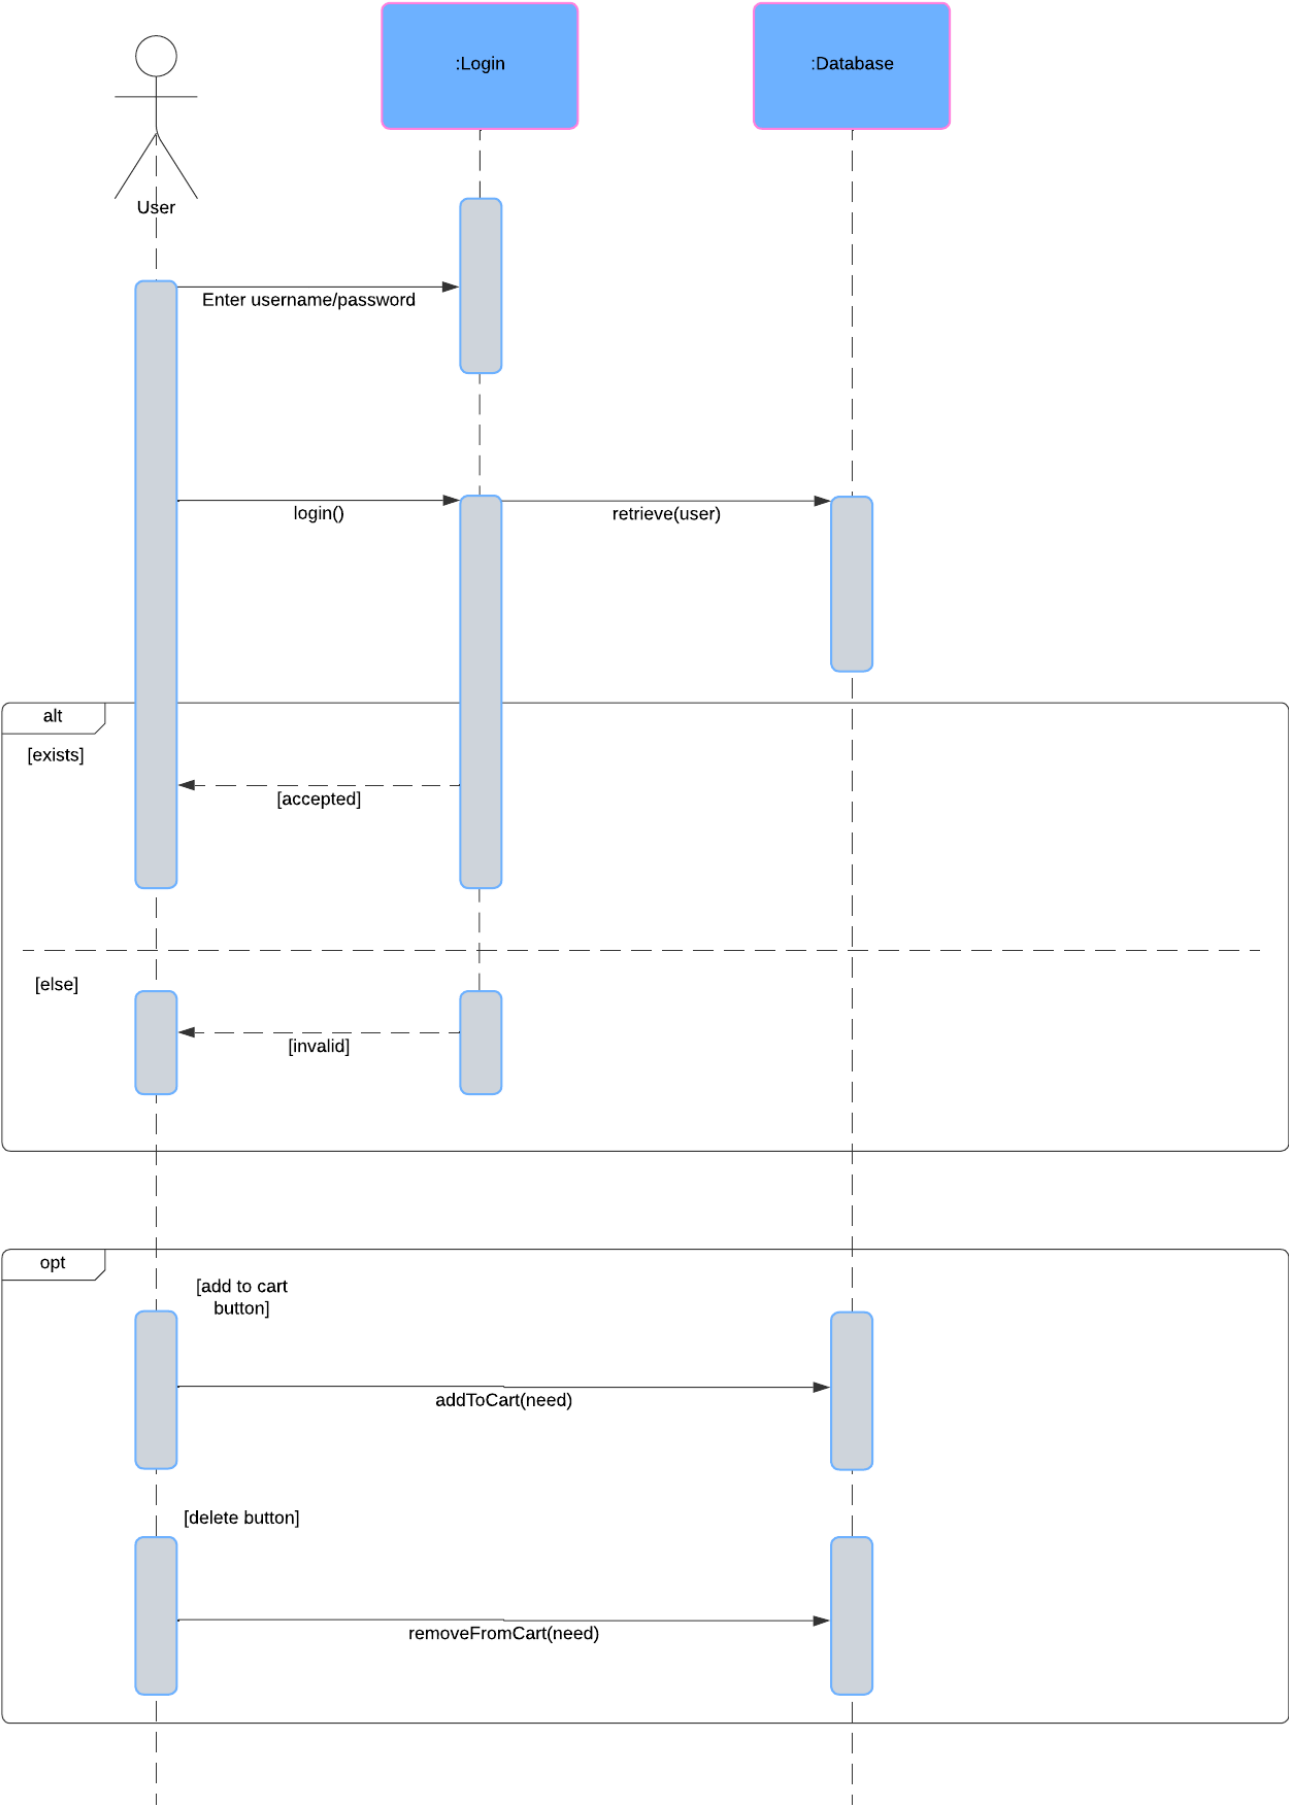 :Login
:Database
User
Enter username/password
login()
retrieve(user)
alt
[exists]
[accepted]
[else]
[invalid]
opt
[add to cart
button]
addToCart(need)
[delete button]
removeFromCart(need)